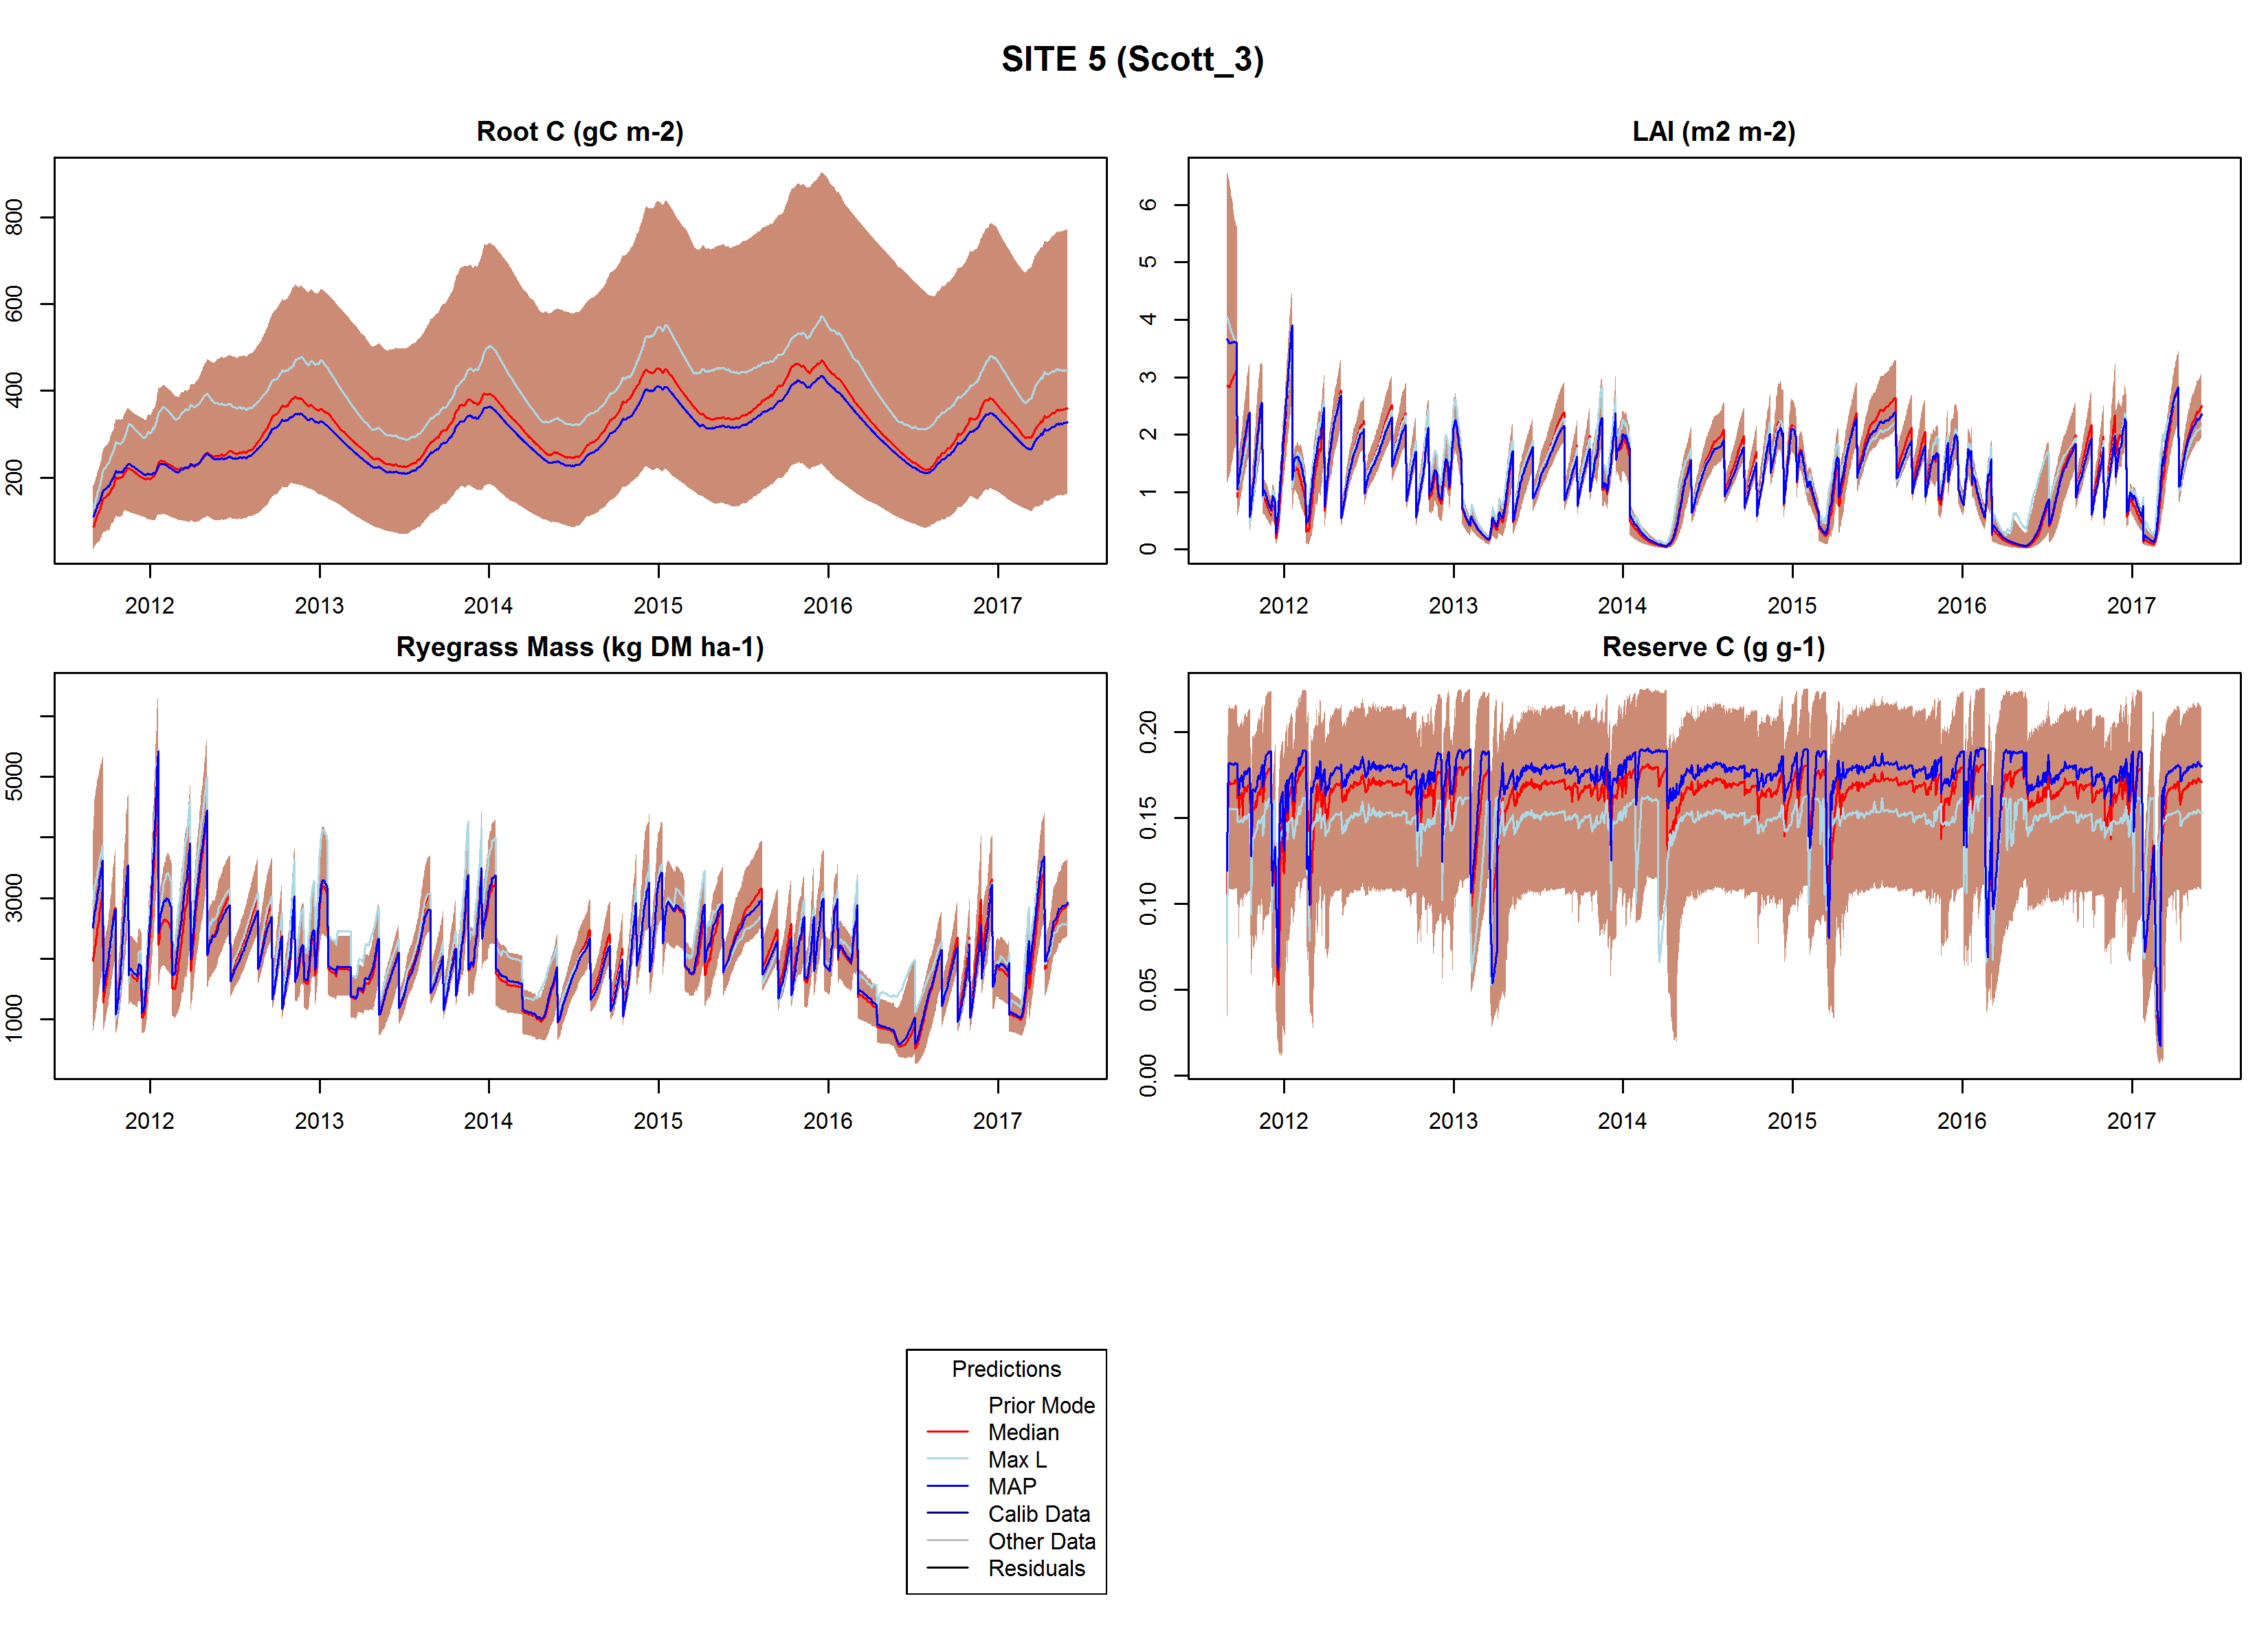 SITE 5 (Scott_3)
Root C (gC m-2)
800
600
400
200
2012 2013 2014 2015 2016 2017
LAI (m2 m-2)
6
5
4
3
2
1
0
2012 2013 2014 2015 2016 2017
Ryegrass Mass (kg DM ha-1)
5000
3000
1000
2012 2013 2014 2015 2016 2017
Reserve C (g g-1)
0.20
0.15
0.10
0.05
0.00
2012 2013 2014 2015 2016 2017
Predictions
Prior Mode
Median
Max L
MAP
Calib Data
Other Data
Residuals